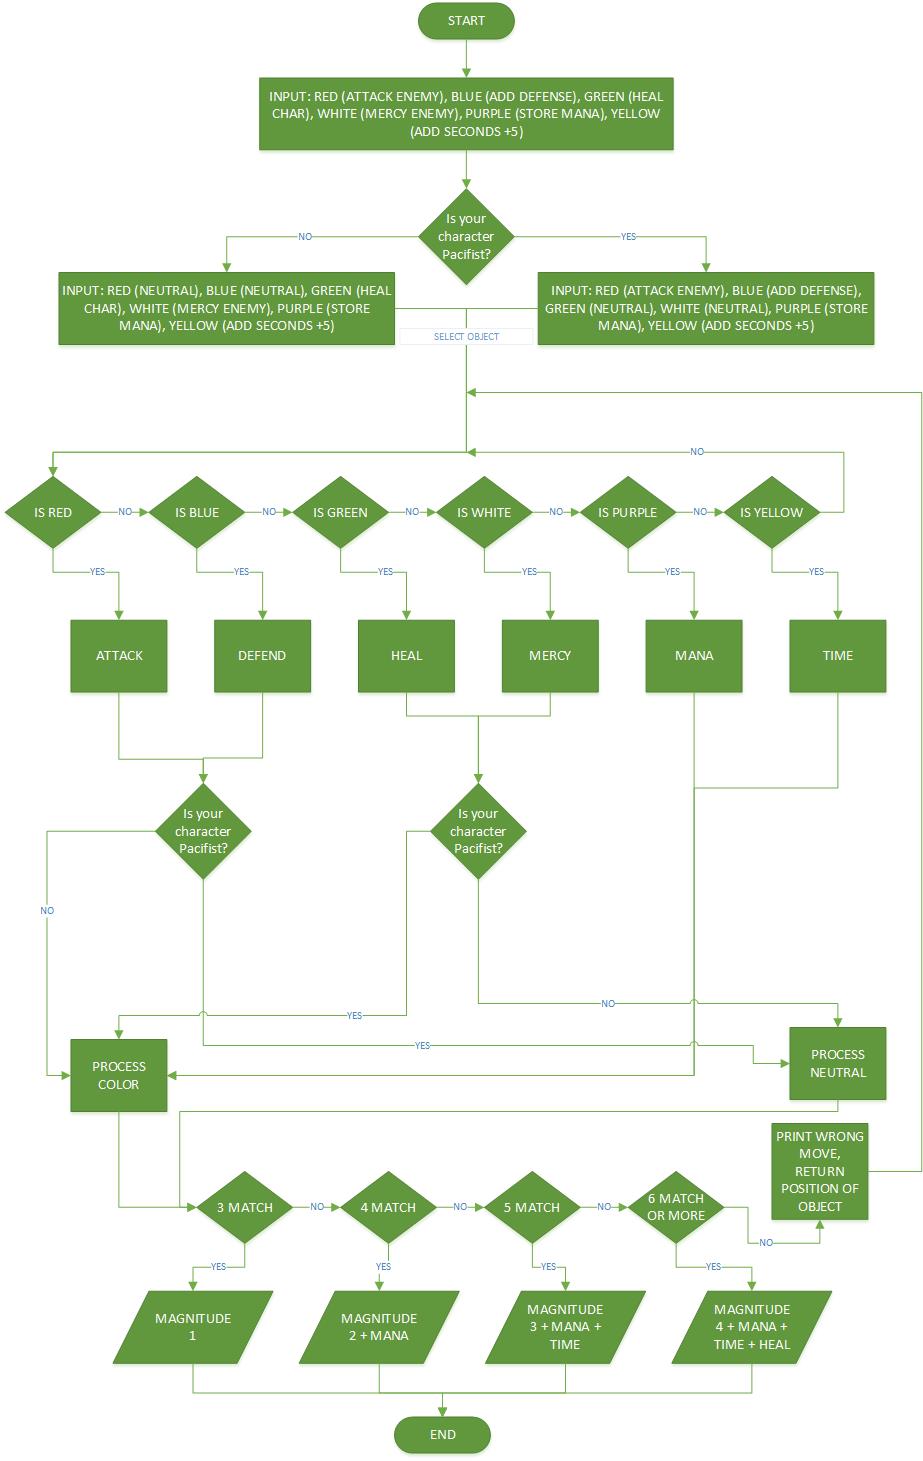 START
INPUT: RED (ATTACK ENEMY), BLUE (ADD DEFENSE), GREEN (HEAL
CHAR), WHITE (MERCY ENEMY), PURPLE (STORE MANA), YELLOW
(ADD SECONDS +5)
Is your
character
Pacifist?
NO
YES
INPUT: RED (NEUTRAL), BLUE (NEUTRAL), GREEN (HEAL
CHAR), WHITE (MERCY ENEMY), PURPLE (STORE
MANA), YELLOW (ADD SECONDS +5)
INPUT: RED (ATTACK ENEMY), BLUE (ADD DEFENSE),
GREEN (NEUTRAL), WHITE (NEUTRAL), PURPLE (STORE
MANA), YELLOW (ADD SECONDS +5)
SELECT OBJECT
NO
IS RED
NO
IS BLUE
NO
IS GREEN
NO
IS WHITE
NO
IS PURPLE
NO
IS YELLOW
YES
YES
YES
YES
YES
YES
ATTACK
DEFEND
HEAL
MERCY
MANA
TIME
Is your
character
Pacifist?
Is your
character
Pacifist?
NO
NO
YES
YES
PROCESS
COLOR
PROCESS
NEUTRAL
PRINT WRONG
MOVE,
RETURN
POSITION OF
OBJECT
3 MATCH
NO
4 MATCH
NO
5 MATCH
NO
6 MATCH
OR MORE
NO
YES
YES
YES
YES
MAGNITUDE
1
MAGNITUDE
2 + MANA
MAGNITUDE
3 + MANA +
TIME
MAGNITUDE
4 + MANA +
TIME + HEAL
END